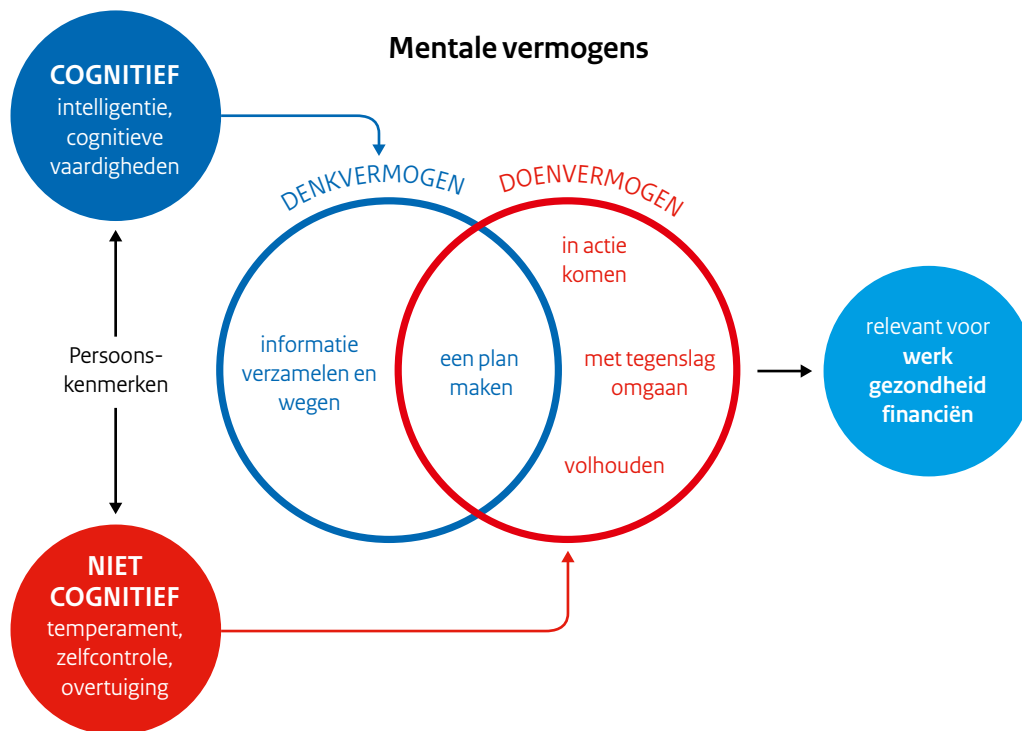 Mentale vermogens
COGNITIEF
intelligentie,
cognitieve
vaardigheden
DENKVERMOGEN
DOENVERMOGEN
in actie
komen
Persoons-
kenmerken
informatie
verzamelen en
wegen
een plan
maken
met tegenslag
omgaan
volhouden
relevant voor
werk
gezondheid
financiën
NIET
COGNITIEF
temperament,
zelfcontrole,
overtuiging